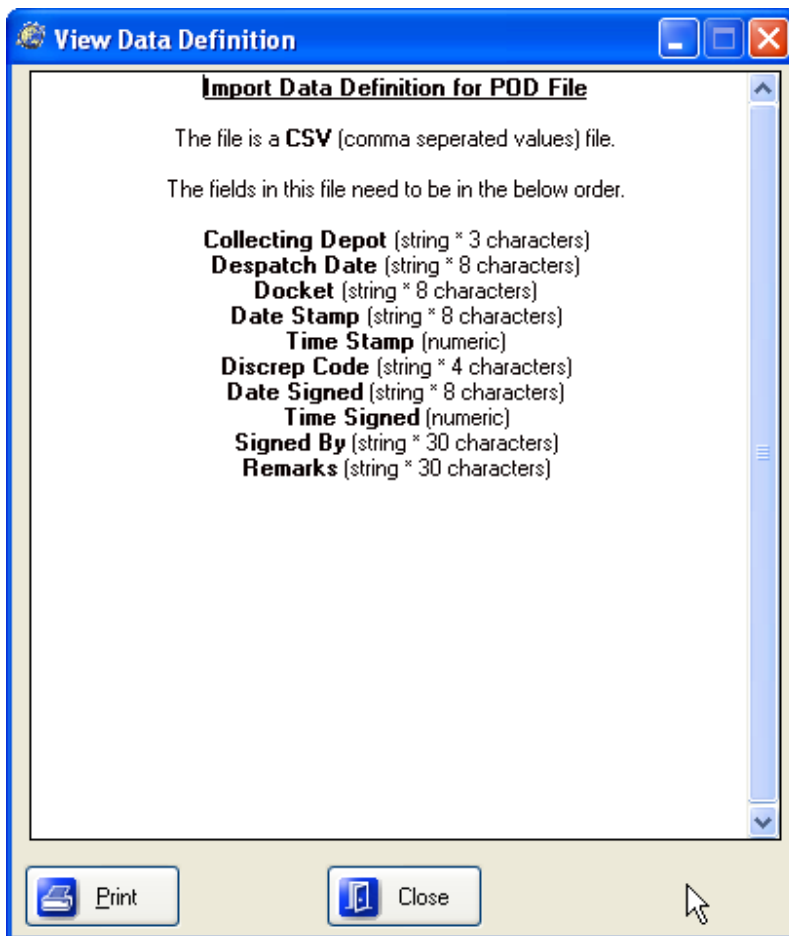 View Data Definition
Import Data Definition for POD File
The file is a CSV (comma seperated values) file.
The fields in this file need to be in the below order.
Collecting Depot (string * 3 characters)
Despatch Date (string * 8 characters)
Docket (string * 8 characters)
Date Stamp (string * 8 characters)
Time Stamp (numeric)
Discrep Code (string * 4 characters)
Date Signed (string * 8 characters)
Time Signed (numeric)
Signed By (string * 30 characters)
Remarks (string * 30 characters)
Print
Close